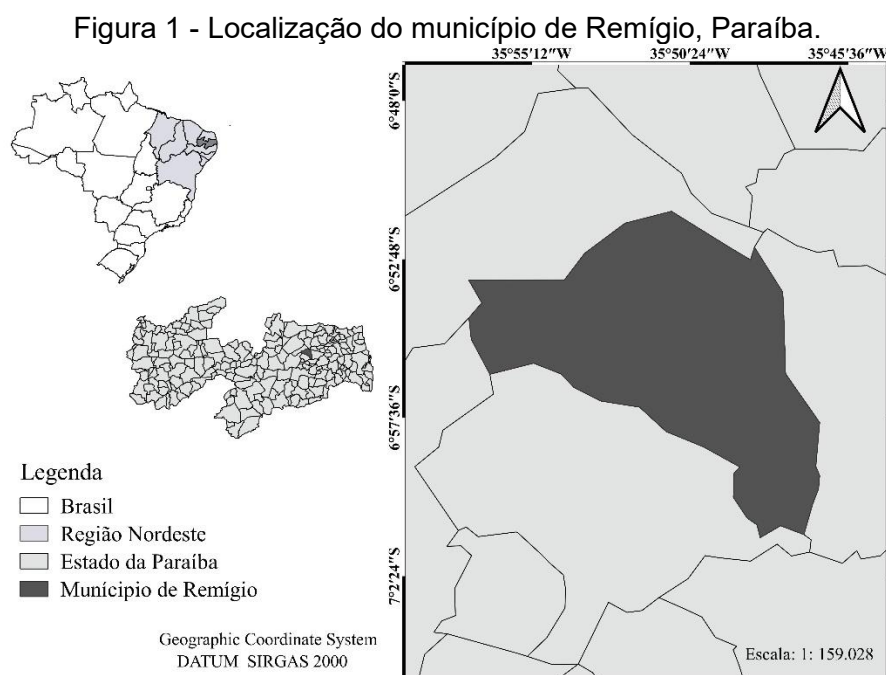 Figura 1 - Localização do município de Remígio, Paraíba.
35°55'12"W 35°50'24"W 35°45'36"W
6°48'0"S
6°52'48"S
6°57'36"S
7°2'24"S
Legenda
Brasil
Região Nordeste
Estado da Paraíba
Munícipio de Remígio
Geographic Coordinate System
DATUM SIRGAS 2000
Escala: 1: 159.028